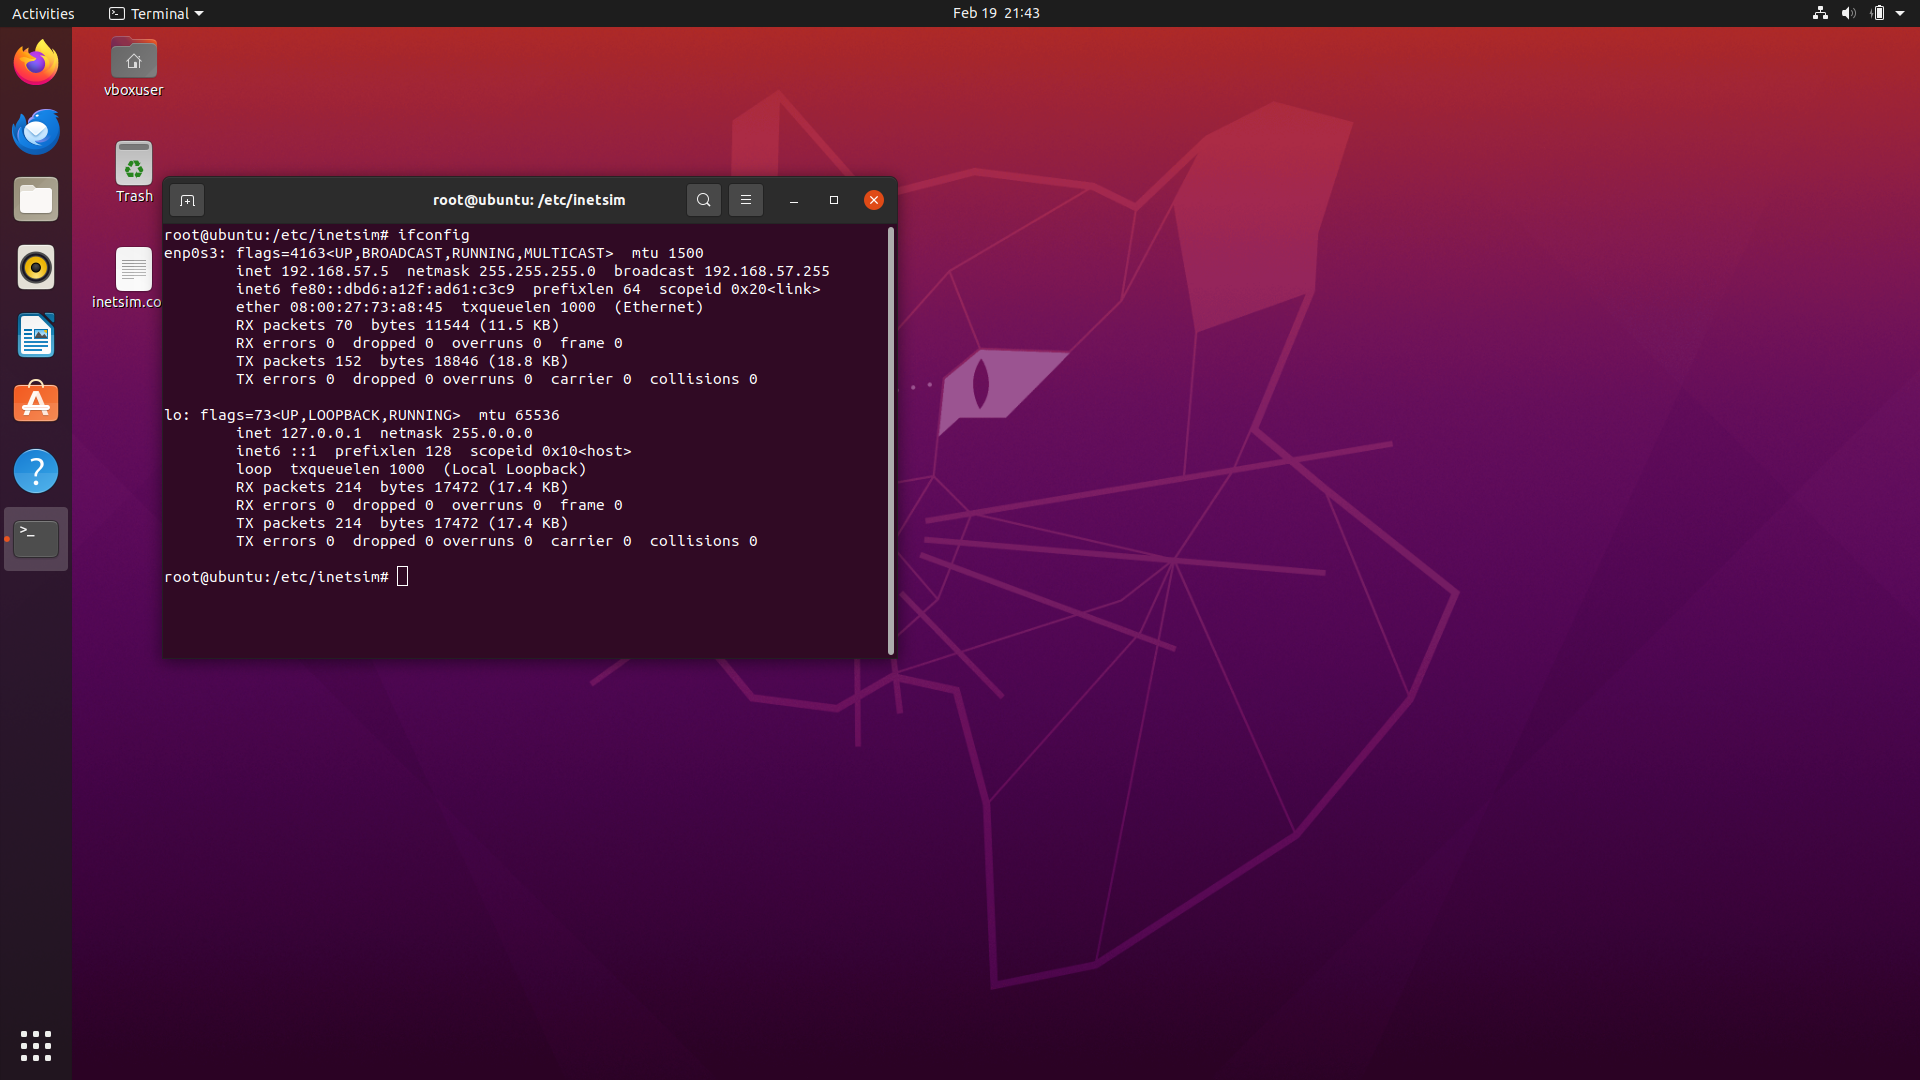 Activities
Terminal
Feb 19 21:43
vboxuser
Trash
inetsim.co
root@ubuntu: /etc/inetsim
root@ubuntu:/etc/inetsim# ifconfig
enp0s3: flags=4163<UP,BROADCAST,RUNNING,MULTICAST>  mtu 1500
        inet 192.168.57.5  netmask 255.255.255.0  broadcast 192.168.57.255
        inet6 fe80::dbd6:a12f:ad61:c3c9  prefixlen 64  scopeid 0x20<link>
        ether 08:00:27:73:a8:45  txqueuelen 1000  (Ethernet)
        RX packets 70  bytes 11544 (11.5 KB)
        RX errors 0  dropped 0  overruns 0  frame 0
        TX packets 152  bytes 18846 (18.8 KB)
        TX errors 0  dropped 0 overruns 0  carrier 0  collisions 0
lo: flags=73<UP,LOOPBACK,RUNNING>  mtu 65536
        inet 127.0.0.1  netmask 255.0.0.0
        inet6 ::1  prefixlen 128  scopeid 0x10<host>
        loop  txqueuelen 1000  (Local Loopback)
        RX packets 214  bytes 17472 (17.4 KB)
        RX errors 0  dropped 0  overruns 0  frame 0
        TX packets 214  bytes 17472 (17.4 KB)
        TX errors 0  dropped 0 overruns 0  carrier 0  collisions 0
root@ubuntu:/etc/inetsim#